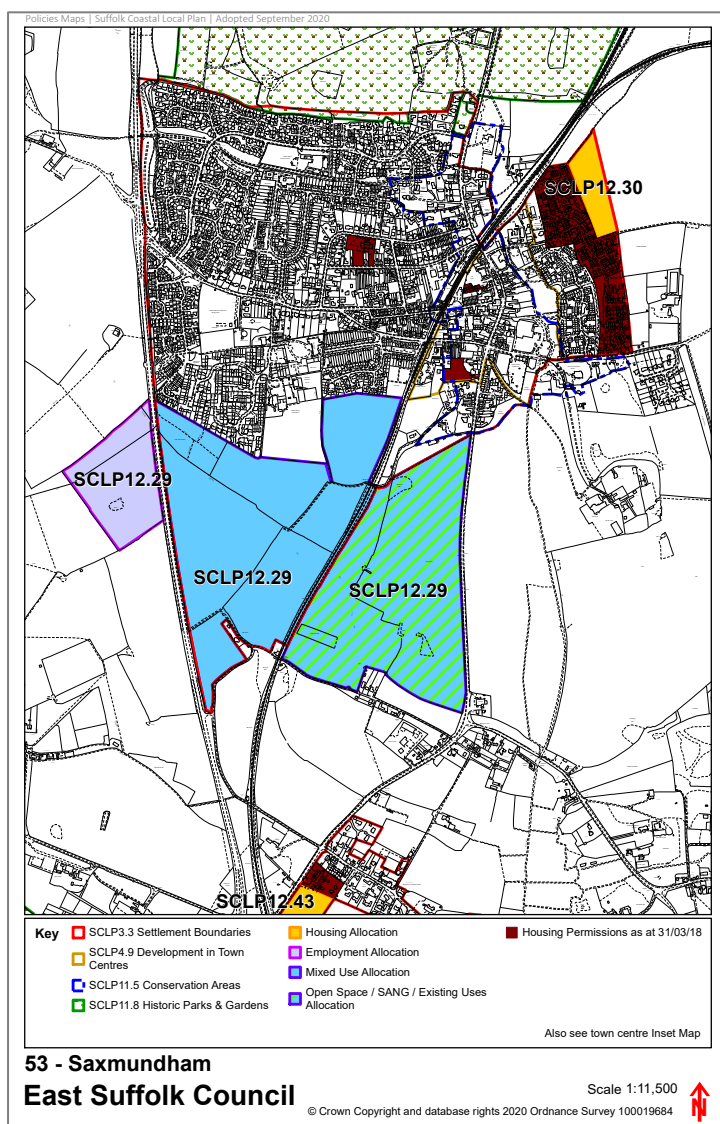 Policies Maps | Suffolk Coastal Local Plan | Adopted September 2020
SCLP12.30
SCLP12.29
SCLP12.29
SCLP12.29
SCLP12.43
Key
SCLP3.3 Settlement Boundaries
SCLP4.9 Development in Town
Centres
SCLP11.5 Conservation Areas
SCLP11.8 Historic Parks & Gardens
Housing Allocation
Employment Allocation
Mixed Use Allocation
Open Space / SANG / Existing Uses
Allocation
Housing Permissions as at 31/03/18
Also see town centre Inset Map
53 - Saxmundham
East Suffolk Council
Scale 1:11,500
© Crown Copyright and database rights 2020 Ordnance Survey 100019684
N